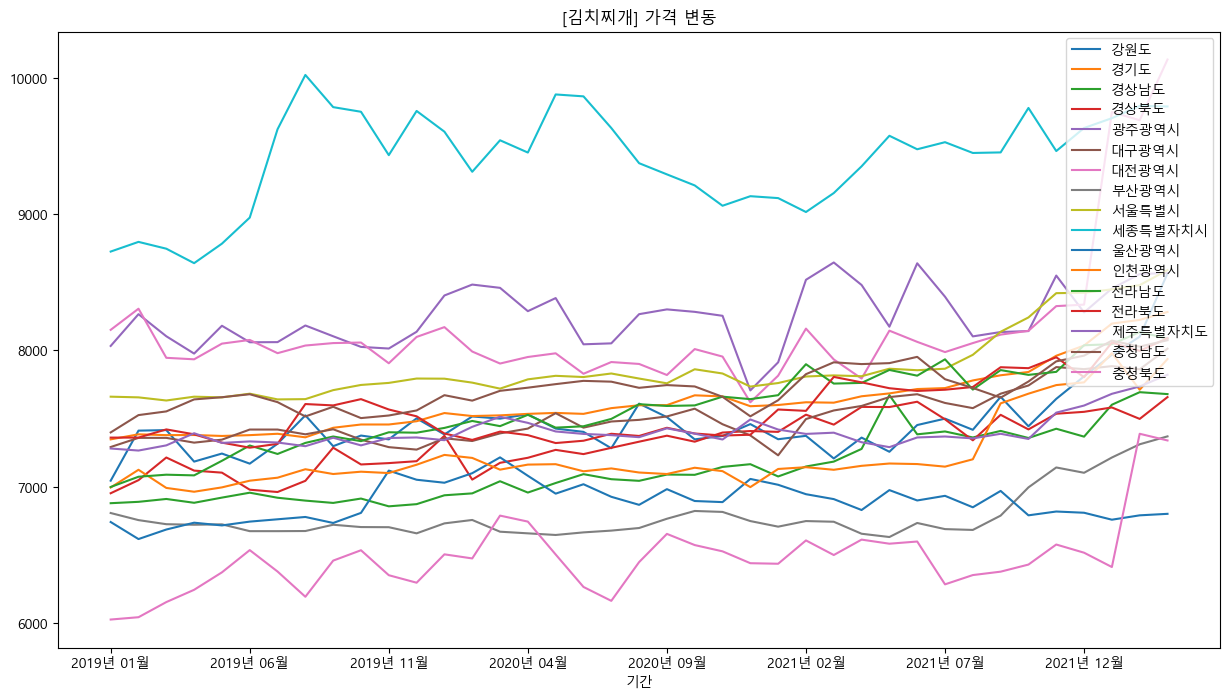 [김치찌개] 가격 변동
10000
9000
8000
7000
6000
강원도
경기도
경상남도
경상북도
광주광역시
대구광역시
대전광역시
부산광역시
서울특별시
세종특별자치시
울산광역시
인천광역시
전라남도
전라북도
제주특별자치도
충청남도
충청북도
2019년 01월 2019년 06월 2019년 11월 2020년 04월 2020년 09월 2021년 02월 2021년 07월 2021년 12월
기간